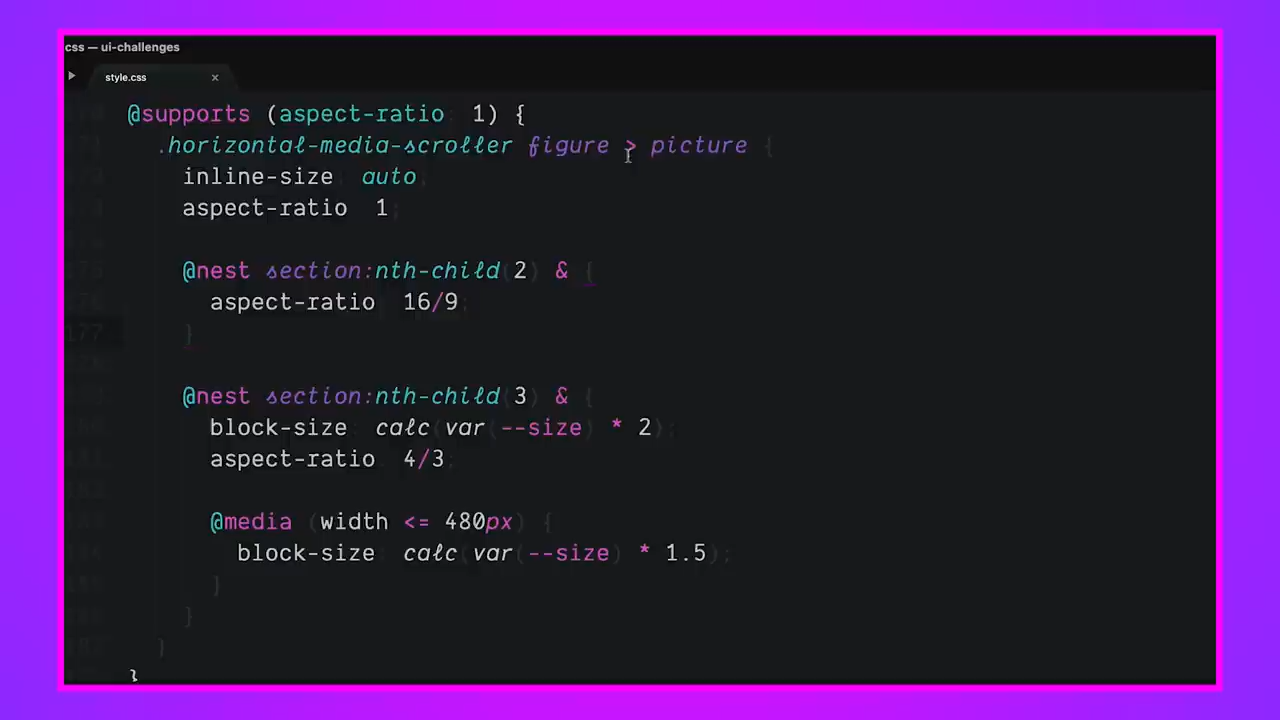 css — ui-challenges
style.css ×
@supports (aspect-ratio: 1) {
.horizontal-media-scroller figure > picture {
inline-size: auto;
aspect-ratio: 1;
@nest section:nth-child(2) & {
aspect-ratio: 16/9;
177 }
@nest section:nth-child(3) & {
block-size: calc(var(--size) * 2);
aspect-ratio: 4/3;
@media (width <= 480px) {
block-size: calc(var(--size) * 1.5);
}
}
}
}